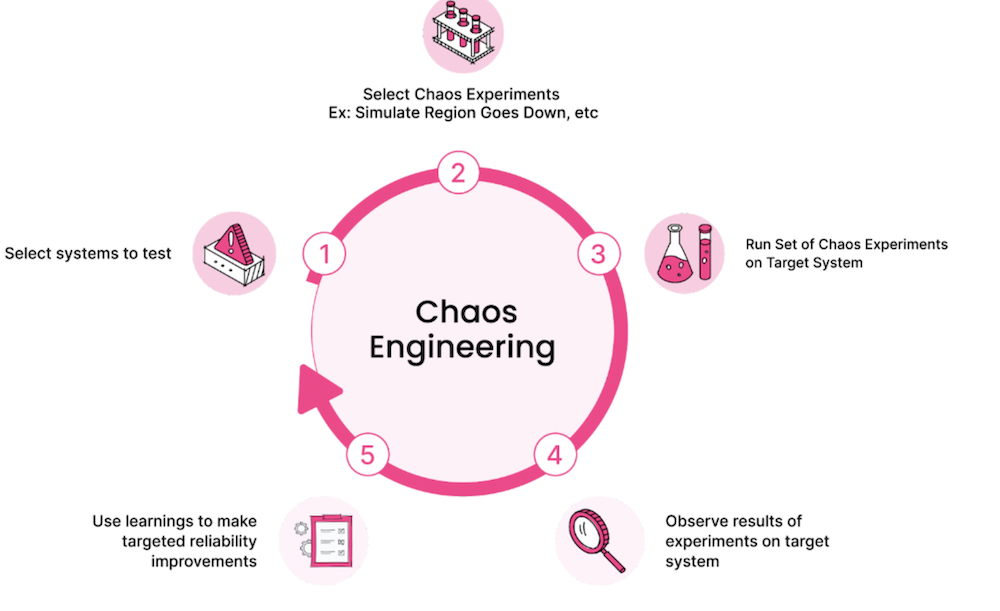 Select Chaos Experiments
Ex: Simulate Region Goes Down, etc
2
1
3
Select systems to test
Run Set of Chaos Experiments
on Target System
Chaos
Engineering
5
4
Use learnings to make
targeted reliability
improvements
Observe results of
experiments on target
system